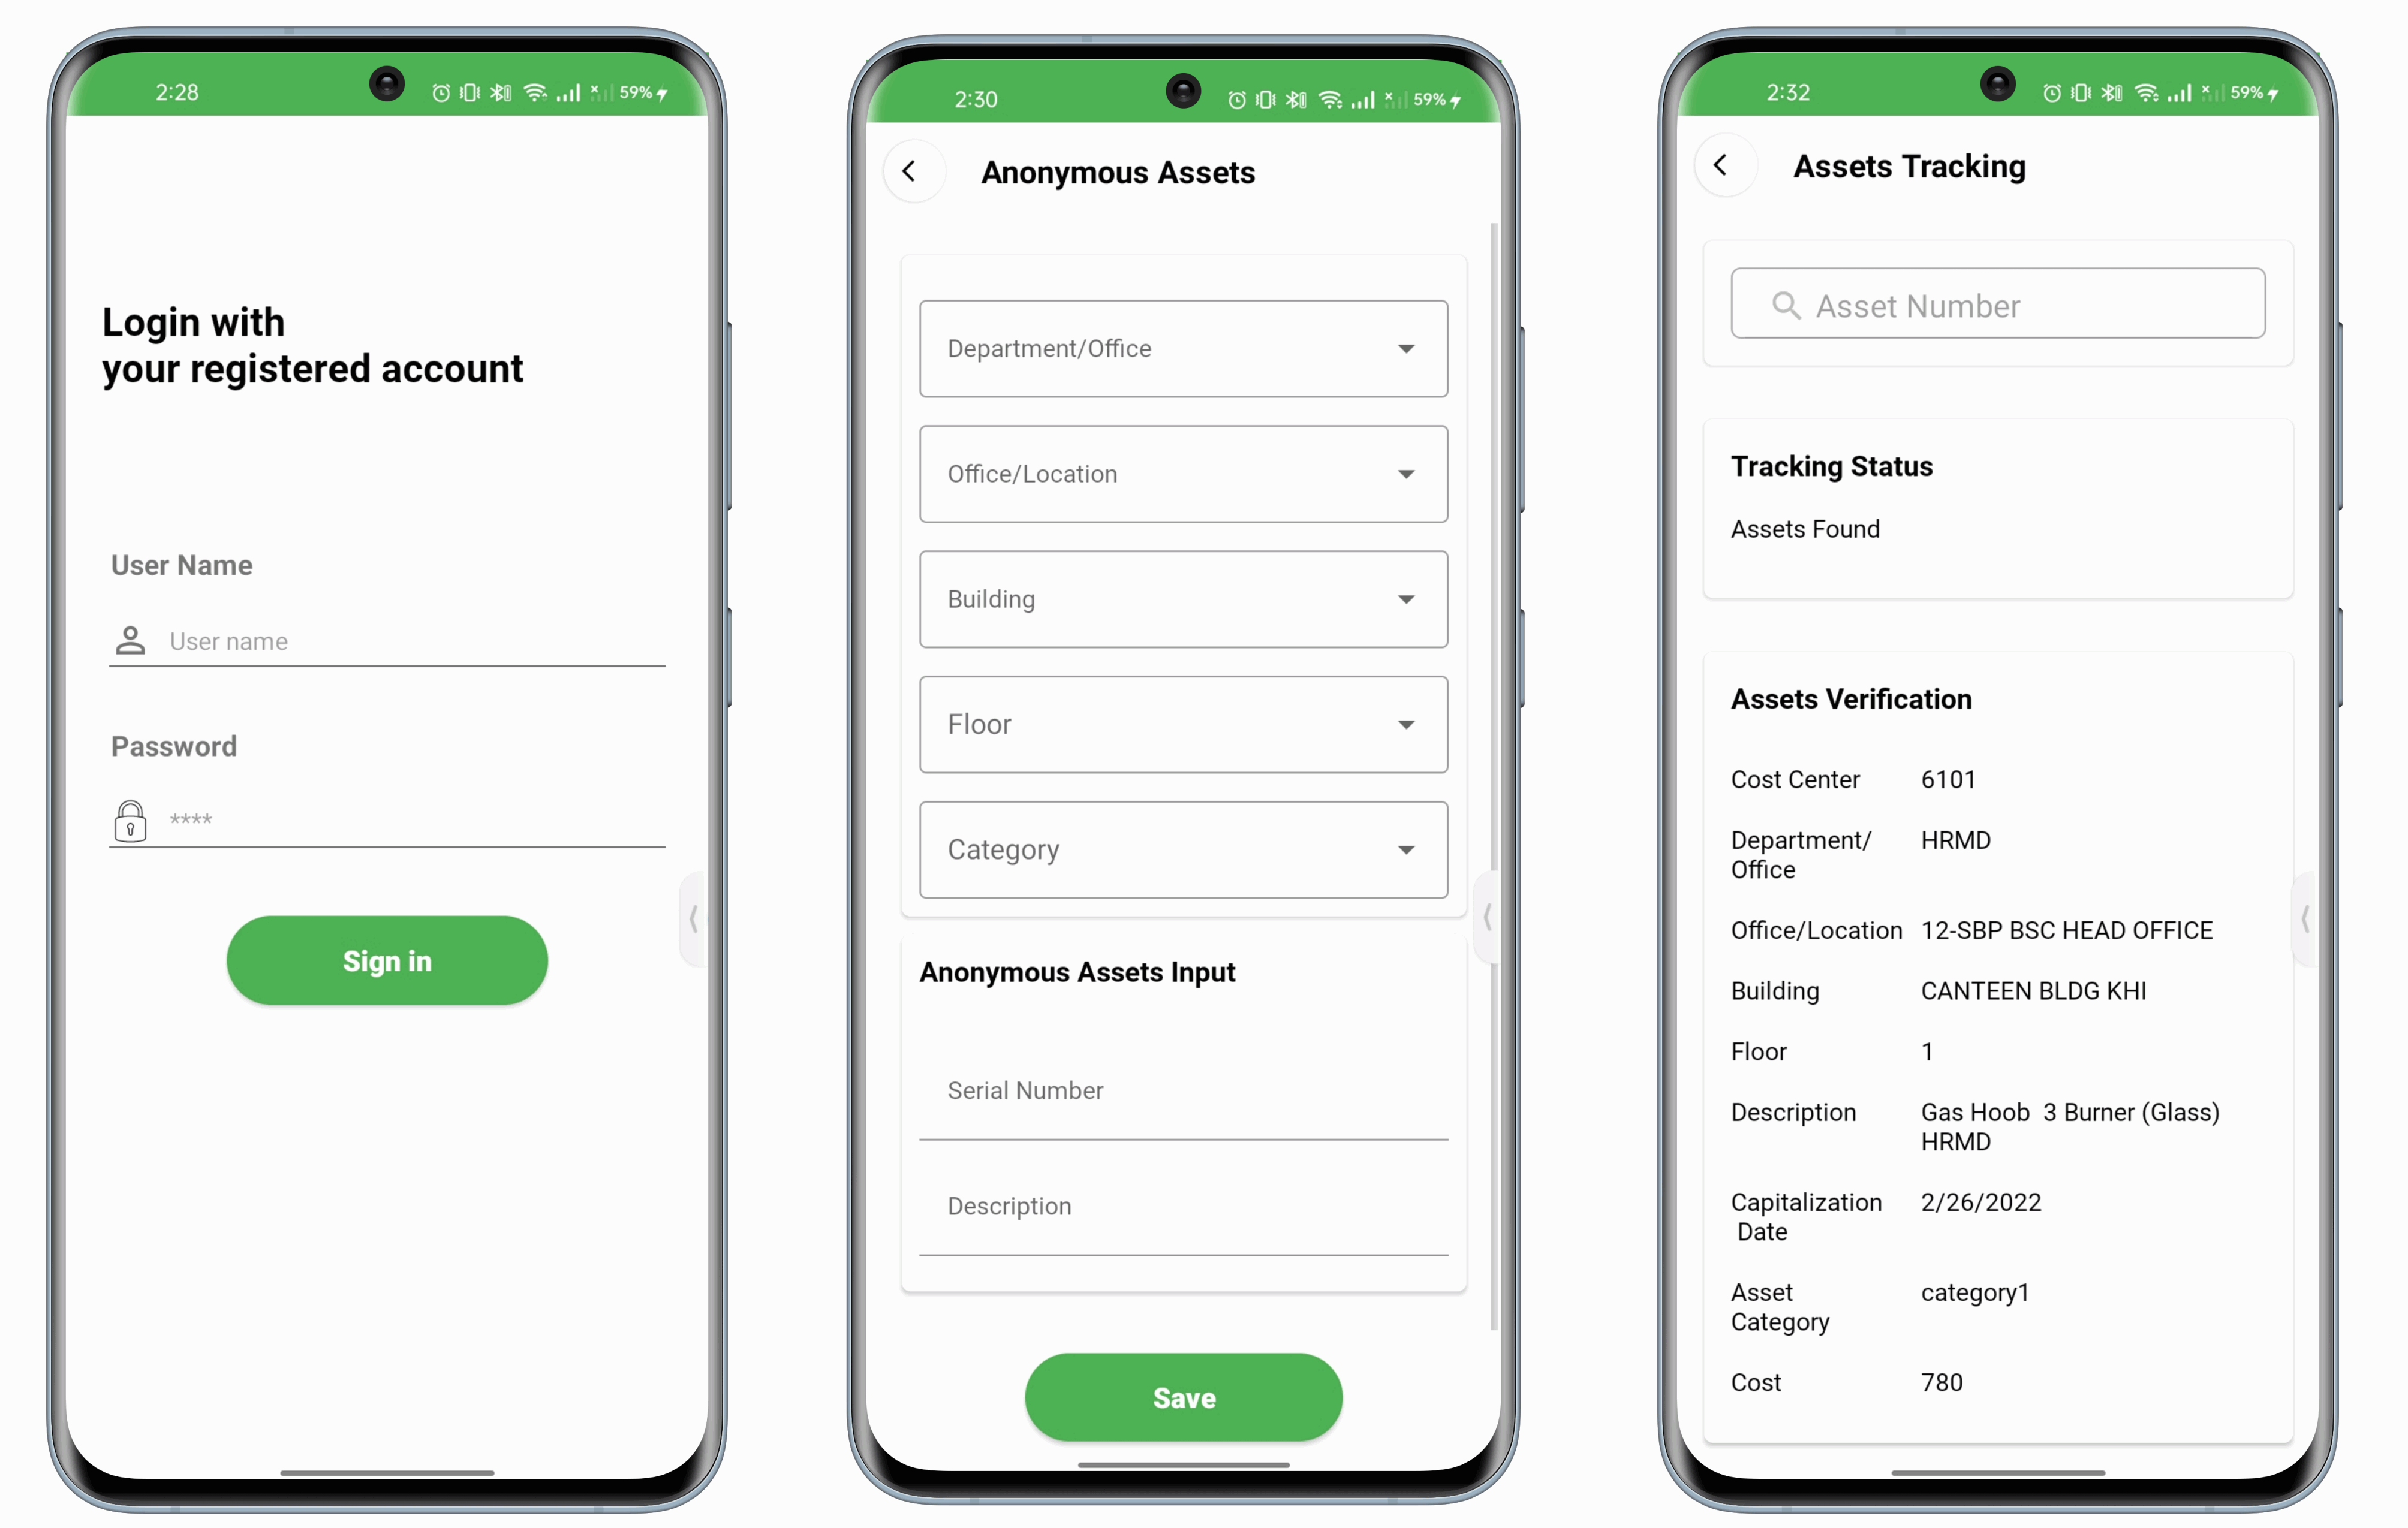 2:28
59%
Login with
your registered account
User Name
User name
Password
****
Sign in
2:30
59%
Anonymous Assets
Department/Office
Office/Location
Building
Floor
Category
Anonymous Assets Input
Serial Number
Description
Save
2:32
59%
Assets Tracking
Asset Number
Tracking Status
Assets Found
Assets Verification
Cost Center 6101
Department/ HRMD
Office
Office/Location 12-SBP BSC HEAD OFFICE
Building CANTEEN BLDG KHI
Floor 1
Description Gas Hoob  3 Burner (Glass)
HRMD
Capitalization 2/26/2022
Date
Asset category1
Category
Cost 780